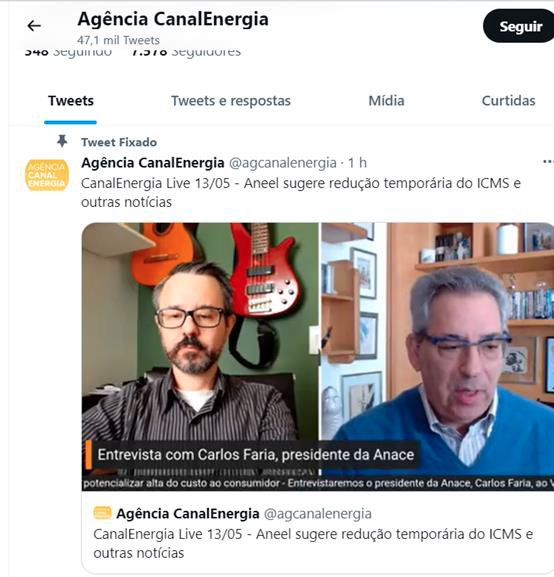 Agência CanalEnergia
47,1 mil Tweets
Seguir
548 Seguindo 7.578 Seguidores
Tweets Tweets e respostas Mídia Curtidas
Tweet Fixado
AGÊNCIA
CANAL
ENERGIA
Agência CanalEnergia @agcanalenergia · 1 h
CanalEnergia Live 13/05 - Aneel sugere redução temporária do ICMS e
outras notícias
Entrevista com Carlos Faria, presidente da Anace
potencializar alta do custo ao consumidor - Entrevistaremos o presidente da Anace, Carlos Faria, ao V
Agência CanalEnergia @agcanalenergia
CanalEnergia Live 13/05 - Aneel sugere redução temporária do ICMS e
outras notícias